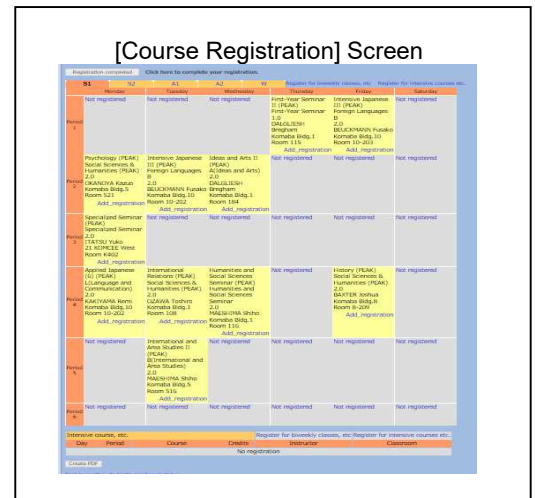 [Course Registration] Screen
Registration completed Click here to complete your registration.
S1 S2 A1 A2 W Register for biweekly classes, etc Register for intensive courses etc.
Monday Tuesday Wednesday Thursday Friday Saturday
Period 1
Not registered
Not registered
Not registered
First-Year Seminar
(PEAK)
First-Year Seminar
1.0
DALGLIESH
Bregham
Komaba Bldg.1
Room 115
Add_registration
Intensive Japanese
III (PEAK)
Foreign Languages
B
2.0
BEUCKMANN Fusako
Komaba Bldg.10
Room 10-203
Add_registration
Not registered
Period 2
Psychology (PEAK)
Social Sciences &
Humanities (PEAK)
2.0
OKANOYA Kazuo
Komaba Bldg.5
Room 521
Add_registration
Intensive Japanese
II (PEAK)
Foreign Languages
B
2.0
BEUCKMANN Fusako
Komaba Bldg.10
Room 10-202
Add_registration
Ideas and Arts II
(PEAK)
A(Ideas and Arts)
2.0
DALGLIESH
Bregham
Komaba Bldg.1
Room 164
Add_registration
Not registered
Not registered
Not registered
Period 3
Specialized Seminar
(PEAK)
Specialized Seminar
2.0
ITATSU Yuko
21 KOMCEE West
Room K402
Add_registration
Not registered
Not registered
Not registered
Not registered
Not registered
Period 4
Applied Japanese
(G) (PEAK)
L(Language and
Communication)
2.0
KAKIYAMA Remi
Komaba Bldg.10
Room 10-202
Add_registration
International
Relations (PEAK)
Social Sciences &
Humanities (PEAK)
2.0
OZAWA Toshiro
Komaba Bldg.1
Room 108
Add_registration
Humanities and
Social Sciences
Seminar (PEAK)
Humanities and
Social Sciences
Seminar
2.0
MAESHIMA Shiho
Komaba Bldg.1
Room 116
Add_registration
Not registered
History (PEAK)
Social Sciences &
Humanities (PEAK)
2.0
BAXTER Joshua
Komaba Bldg.8
Room 8-209
Add_registration
Not registered
Period 5
Not registered
International and
Area Studies II
(PEAK)
B(International and
Area Studies)
2.0
MAESHIMA Shiho
Komaba Bldg.5
Room 516
Add_registration
Not registered
Not registered
Not registered
Not registered
Period 6
Not registered
Not registered
Not registered
Not registered
Not registered
Not registered
Intensive course, etc. Register for biweekly classes, etc Register for intensive courses etc.
Day Period Course Credits Instructor Classroom
No registration
Create PDF